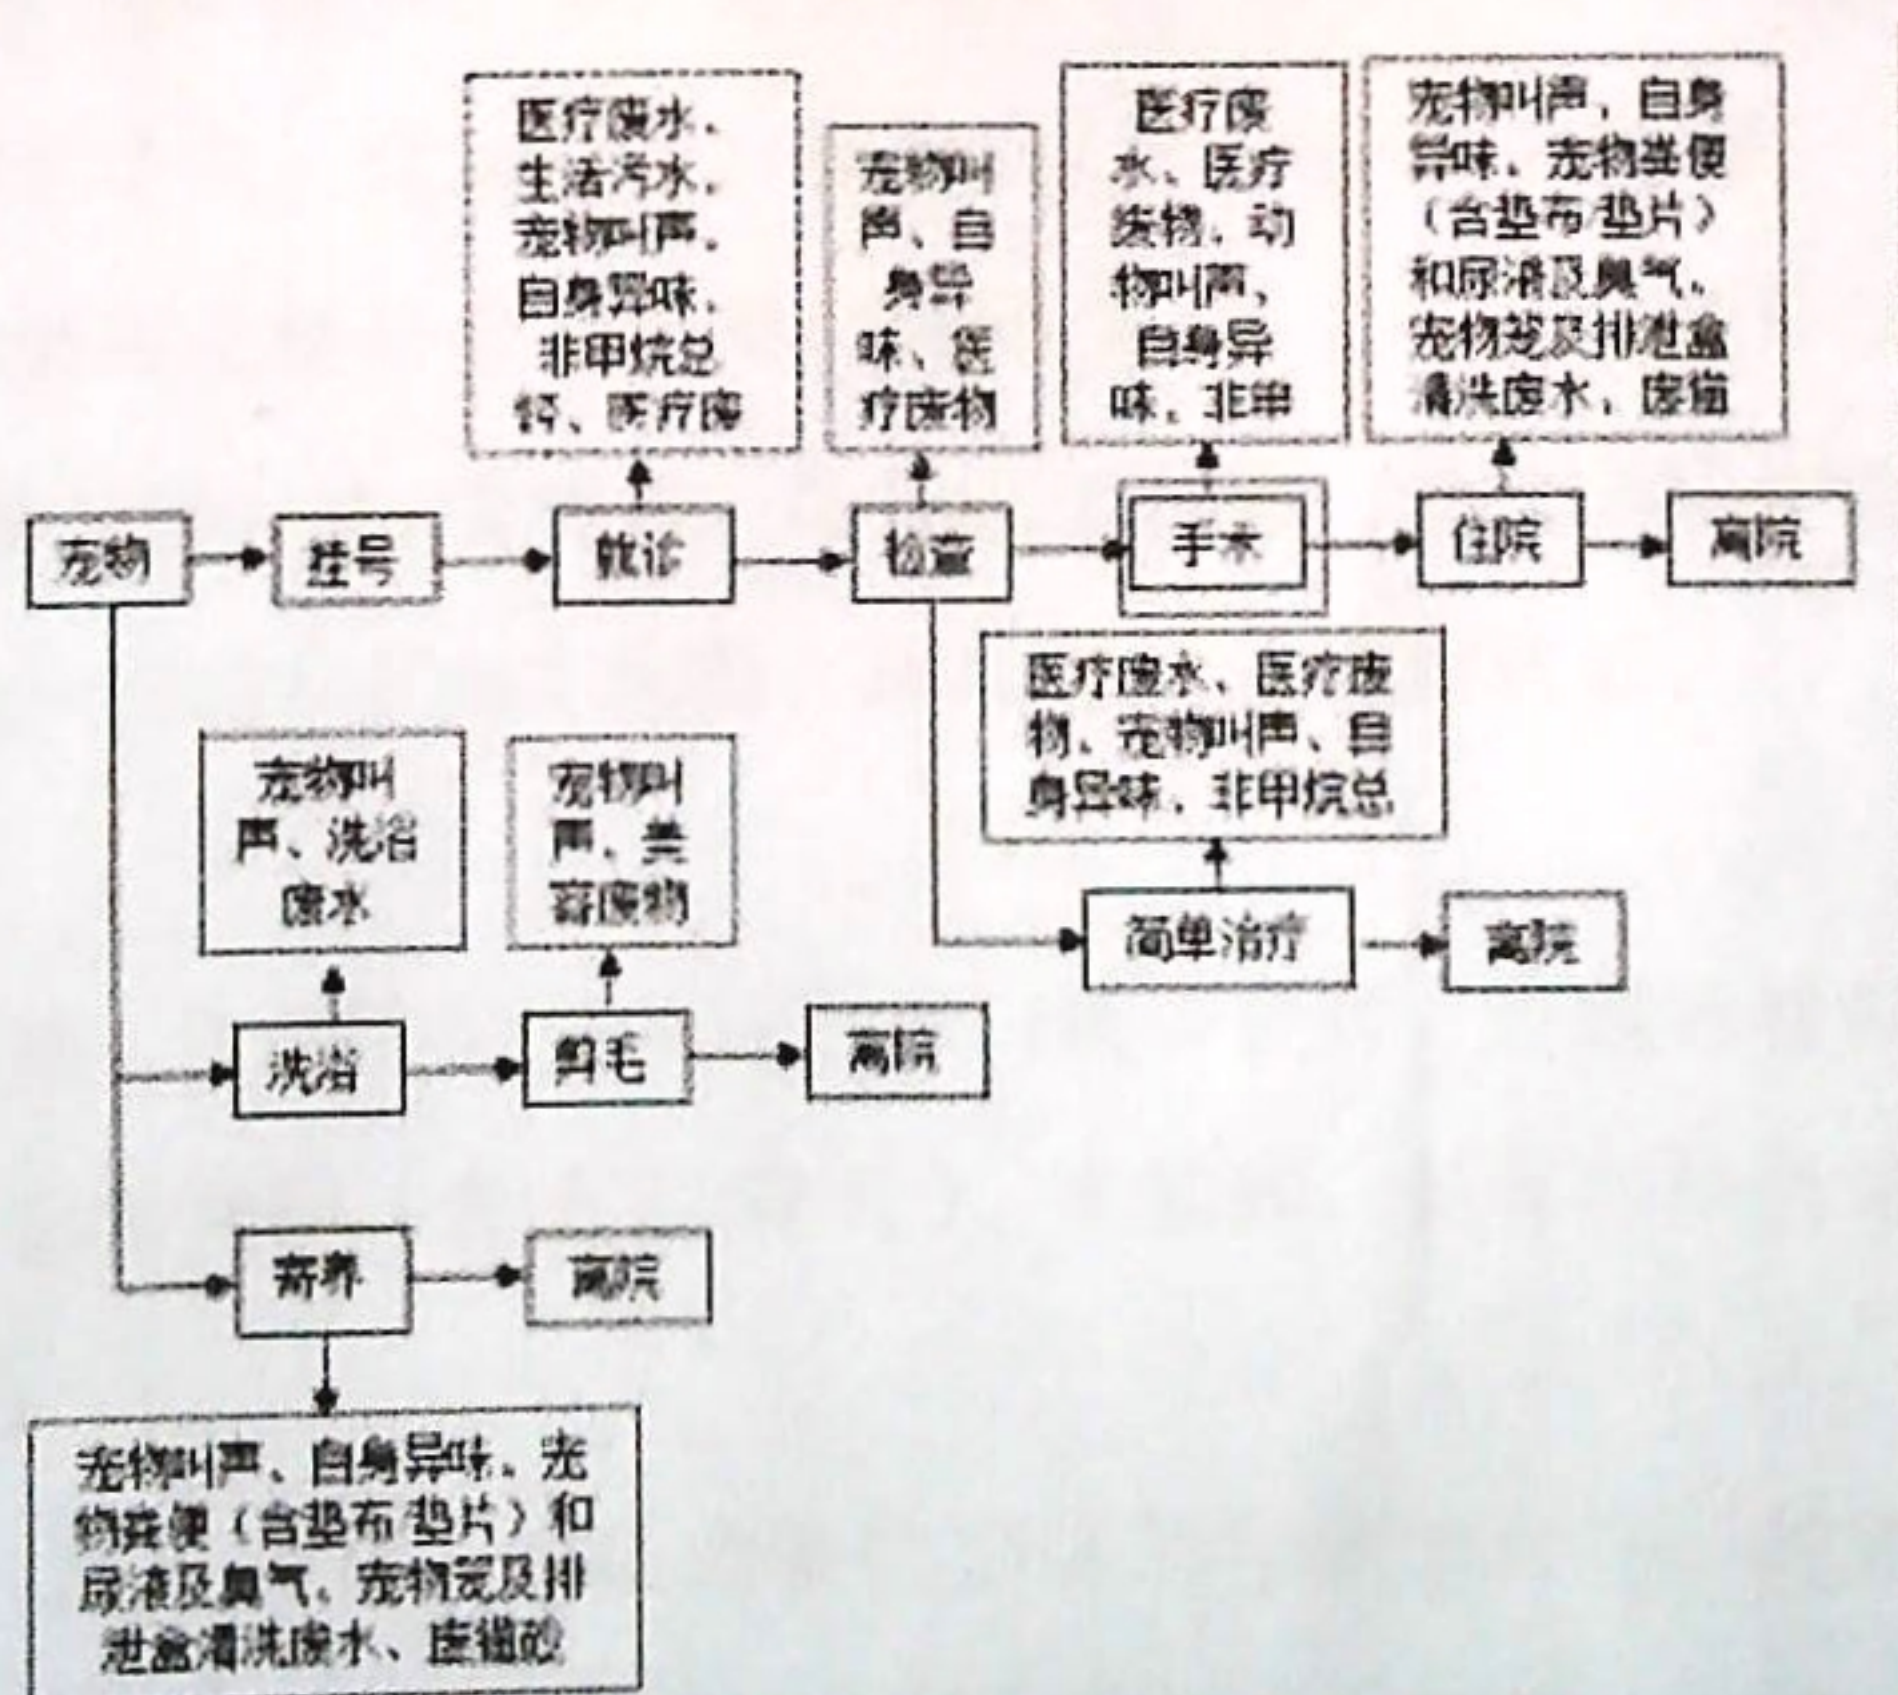 医疗废水、
生活污水、
宠物叫声、
自身异味、
非甲烷总
烃、医疗废
宠物叫
声、自
身异
味、医
疗废物
医疗废
水、医疗
废物、动
物叫声、
自身异
味、非甲
宠物叫声，自身
异味、宠物粪便
（含垫布/垫片）
和尿液及臭气、
宠物笼及排泄盒
清洗废水、废猫
宠物
挂号
就诊
检查
手术
住院
离院
医疗废水、医疗废
物、宠物叫声、自
身异味、非甲烷总
简单治疗
离院
宠物叫
声、洗浴
废水
宠物叫
声、美
容废物
洗浴
剪毛
离院
寄养
离院
宠物叫声、自身异味、宠
物粪便（含垫布/垫片）和
尿液及臭气、宠物笼及排
泄盒清洗废水、废猫砂